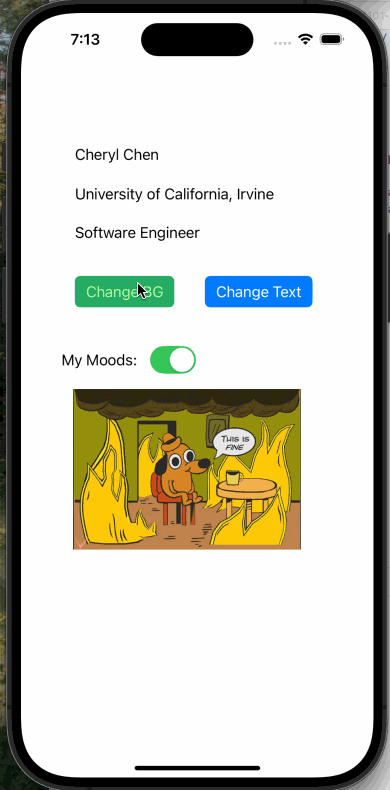 7:13
Cheryl Chen
University of California, Irvine
Software Engineer
Change BG
Change Text
My Moods:
THIS IS
FINE